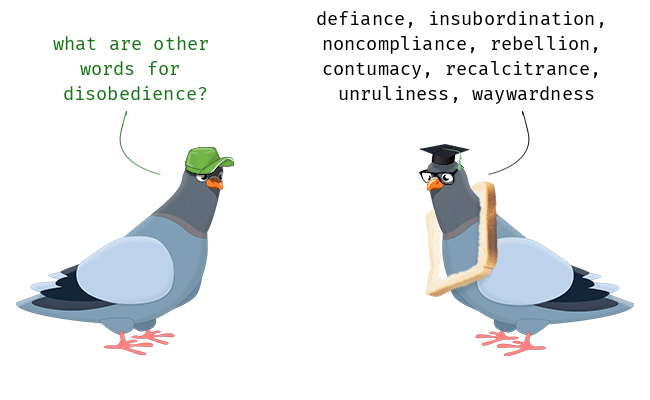 what are other
words for
disobedience?
defiance, insubordination,
noncompliance, rebellion,
contumacy, recalcitrance,
unruliness, waywardness